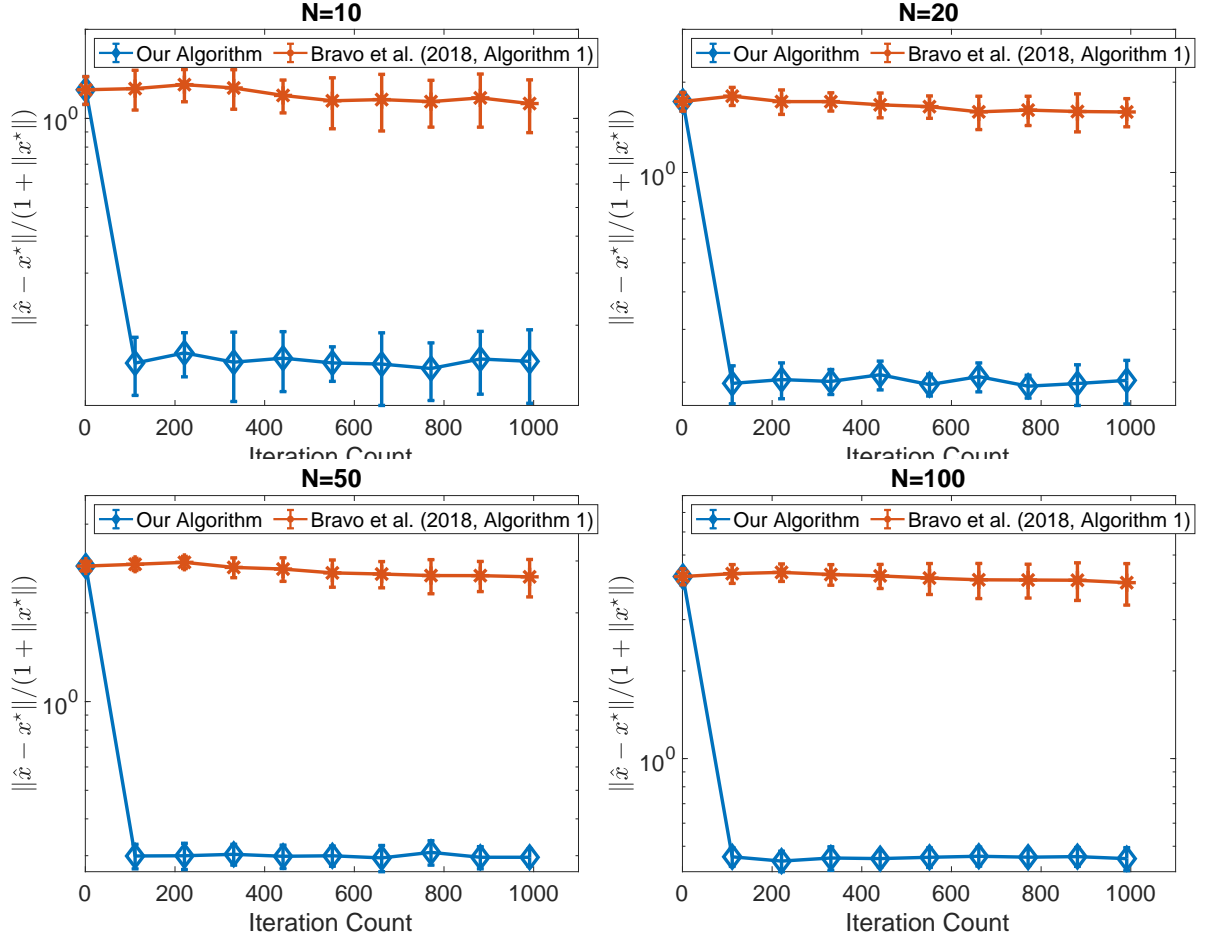 N=10
Our Algorithm Bravo et al. (2018, Algorithm 1)
10^0
||x̂ − x⋆||/(1 + ||x⋆||)
0 200 400 600 800 1000
Iteration Count
N=20
Our Algorithm Bravo et al. (2018, Algorithm 1)
10^0
||x̂ − x⋆||/(1 + ||x⋆||)
0 200 400 600 800 1000
Iteration Count
N=50
Our Algorithm Bravo et al. (2018, Algorithm 1)
10^0
||x̂ − x⋆||/(1 + ||x⋆||)
0 200 400 600 800 1000
Iteration Count
N=100
Our Algorithm Bravo et al. (2018, Algorithm 1)
10^0
||x̂ − x⋆||/(1 + ||x⋆||)
0 200 400 600 800 1000
Iteration Count